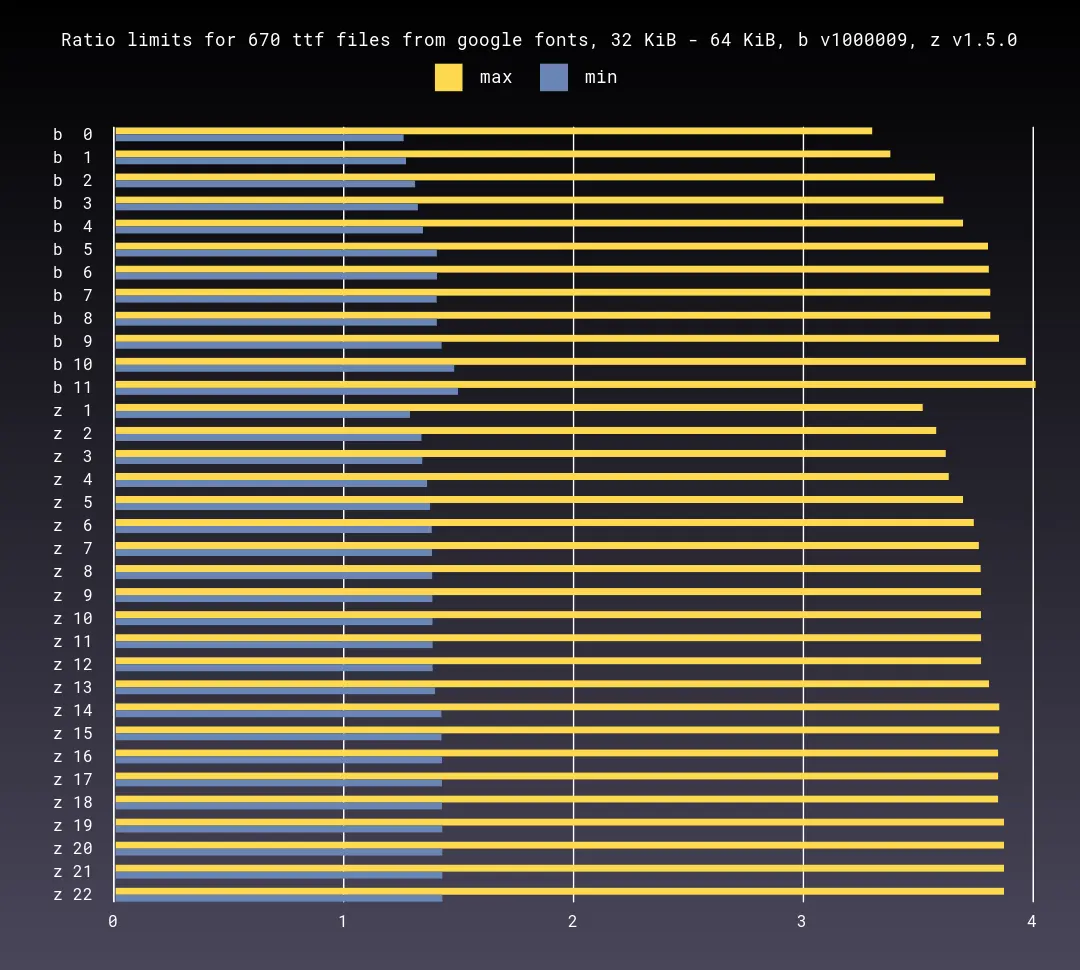 Ratio limits for 670 ttf files from google fonts, 32 KiB - 64 KiB, b v1000009, z v1.5.0
max min
b 0
b 1
b 2
b 3
b 4
b 5
b 6
b 7
b 8
b 9
b 10
b 11
z 1
z 2
z 3
z 4
z 5
z 6
z 7
z 8
z 9
z 10
z 11
z 12
z 13
z 14
z 15
z 16
z 17
z 18
z 19
z 20
z 21
z 22
0 1 2 3 4